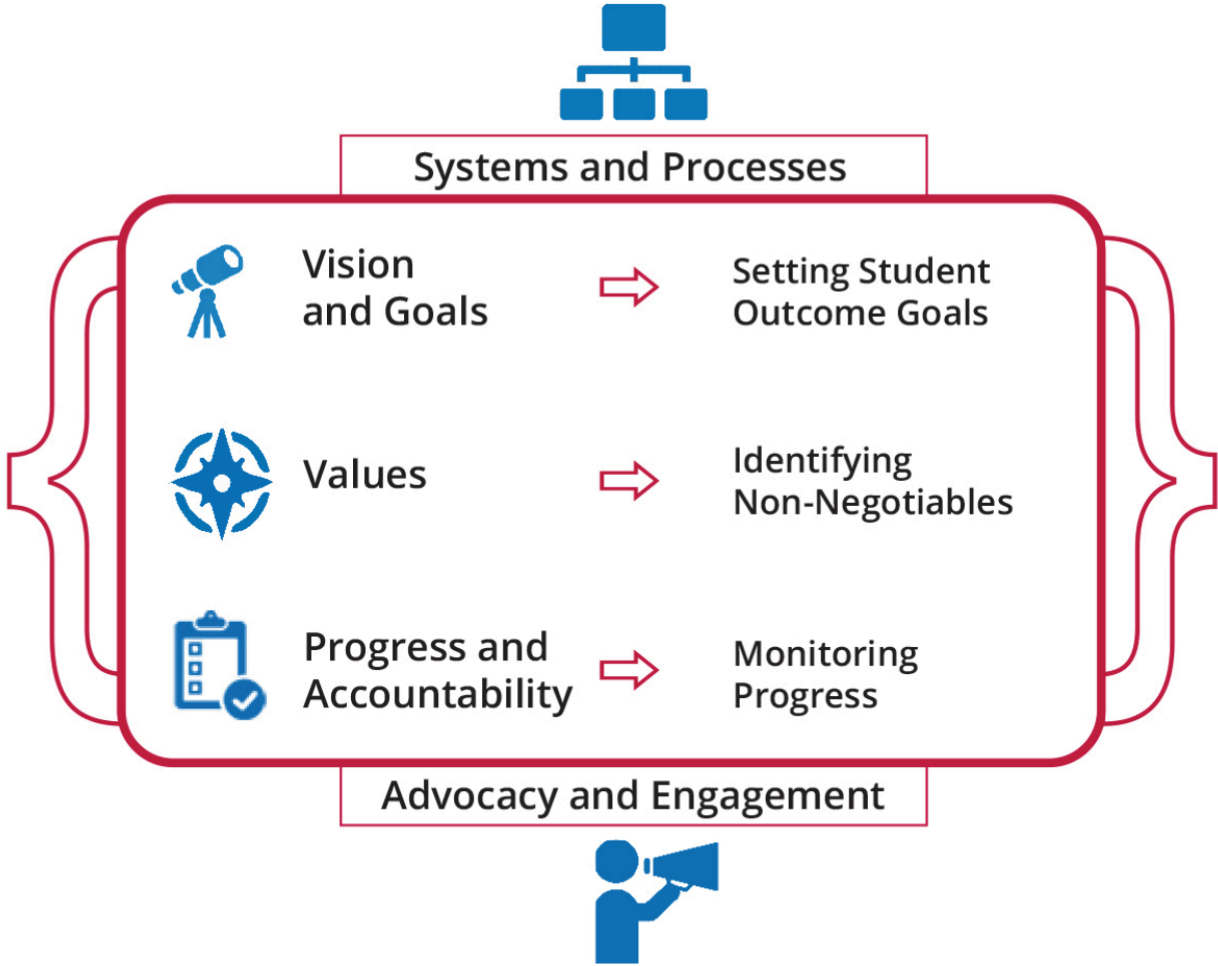 Systems and Processes
Vision
and Goals
Setting Student
Outcome Goals
Values
Identifying
Non-Negotiables
Progress and
Accountability
Monitoring
Progress
Advocacy and Engagement